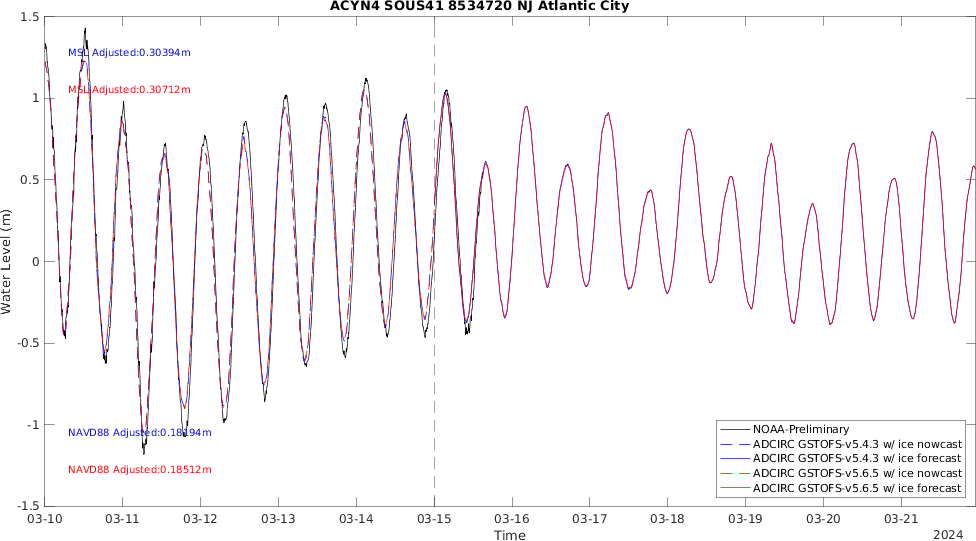 ACYN4 SOUS41 8534720 NJ Atlantic City
1.5
MSL Adjusted:0.30394m
1
MSL Adjusted:0.30712m
0.5
0
Water Level (m)
-0.5
-1
NAVD88 Adjusted:0.18194m
NAVD88 Adjusted:0.18512m
-1.5
NOAA-Preliminary
ADCIRC GSTOFS-v5.4.3 w/ ice nowcast
ADCIRC GSTOFS-v5.4.3 w/ ice forecast
ADCIRC GSTOFS-v5.6.5 w/ ice nowcast
ADCIRC GSTOFS-v5.6.5 w/ ice forecast
03-10 03-11 03-12 03-13 03-14 03-15 03-16 03-17 03-18 03-19 03-20 03-21
Time
2024